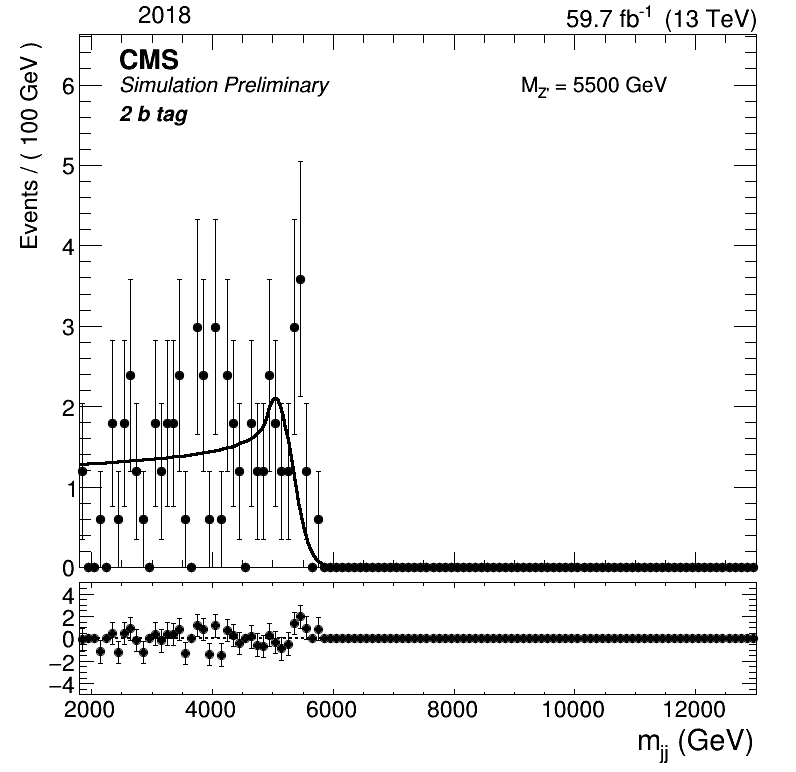 2018
59.7 fb⁻¹ (13 TeV)
CMS
Simulation Preliminary
2 b tag
M_Z' = 5500 GeV
Events / ( 100 GeV )
6
5
4
3
2
1
0
4
2
0
−2
−4
2000 4000 6000 8000 10000 12000
m_jj (GeV)